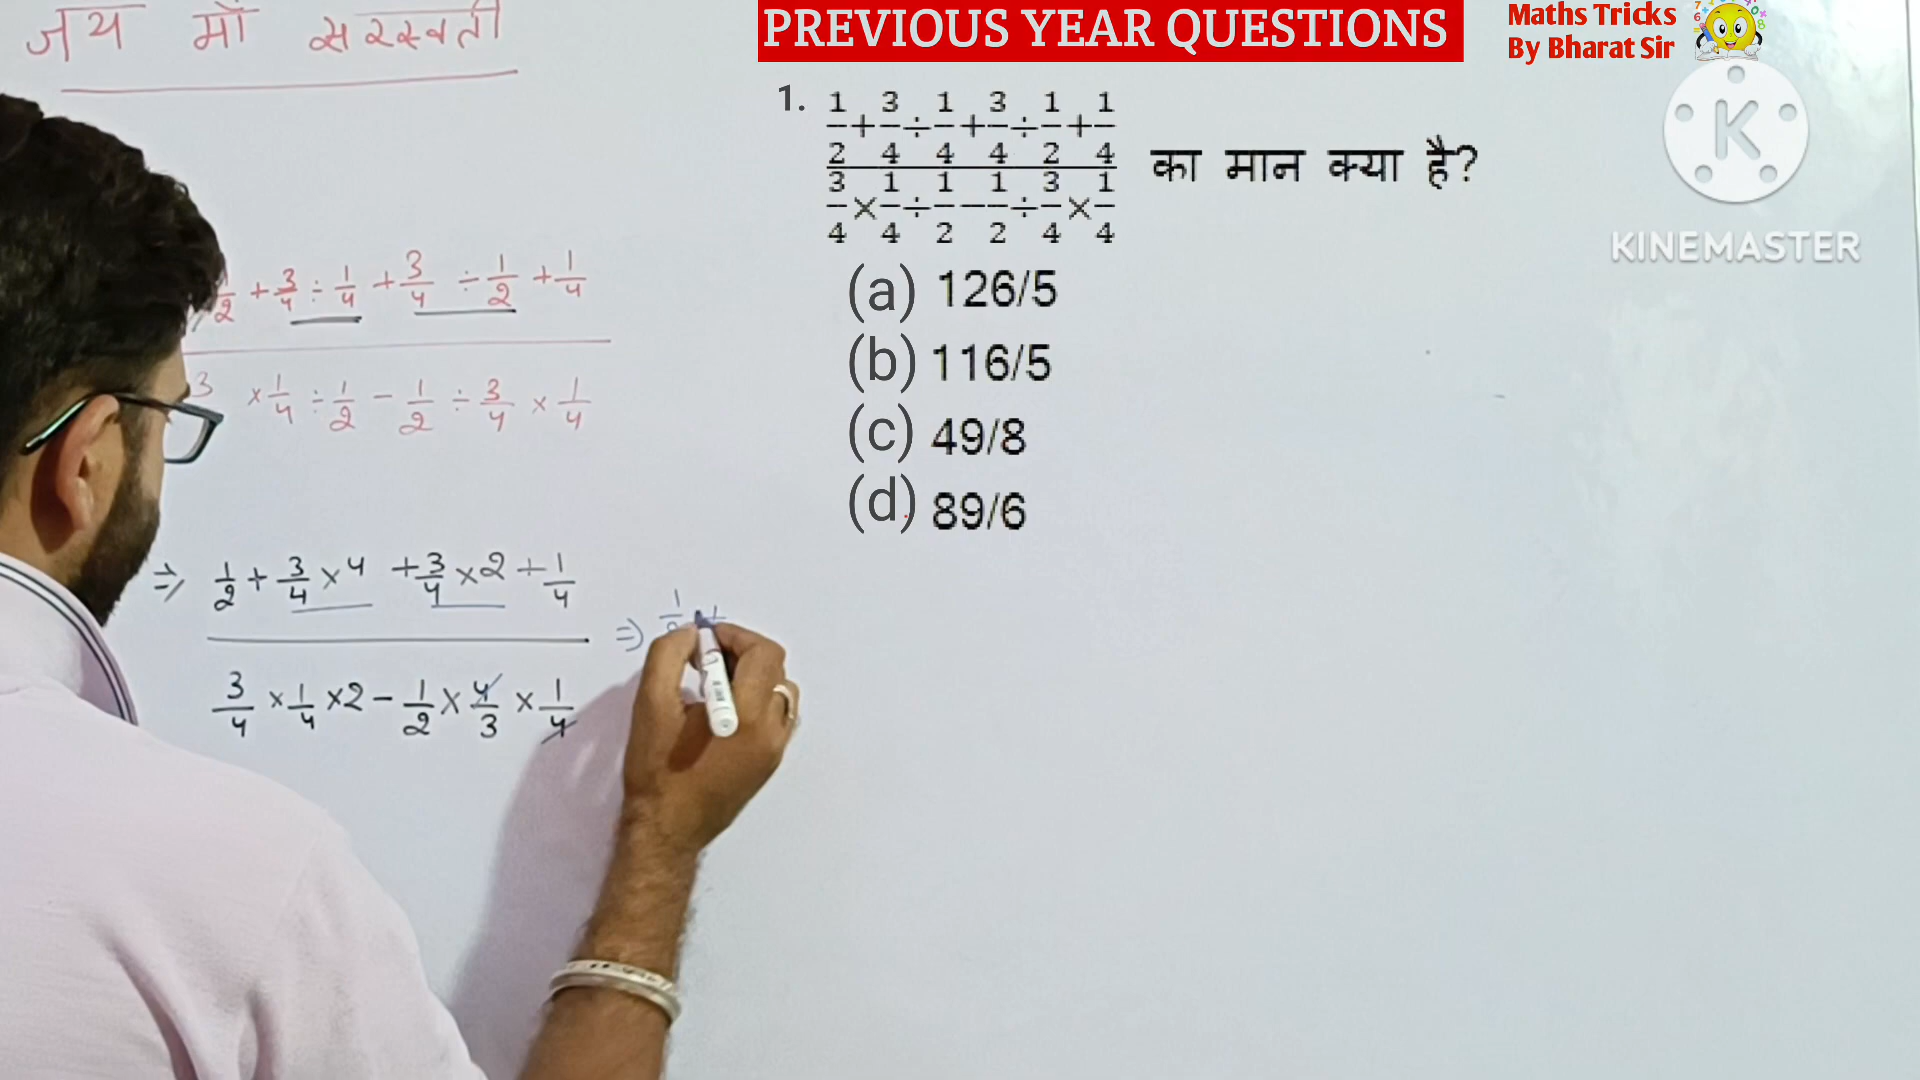 जय माँ सरस्वती
PREVIOUS YEAR QUESTIONS
Maths Tricks
By Bharat Sir
K
KINEMASTER
1. (1/2 + 3/4 ÷ 1/4 + 3/4 ÷ 1/2 + 1/4) / (3/4 × 1/4 ÷ 1/2 − 1/2 ÷ 3/4 × 1/4) का मान क्या है?
(a) 126/5
(b) 116/5
(c) 49/8
(d) 89/6
1/2 + 3/4 ÷ 1/4 + 3/4 ÷ 1/2 + 1/4
3 × 1/4 ÷ 1/2 − 1/2 ÷ 3/4 × 1/4
⇒ 1/2 + 3/4 × 4 + 3/4 × 2 + 1/4
3/4 × 1/4 × 2 − 1/2 × 4/3 × 1/4
⇒ 1